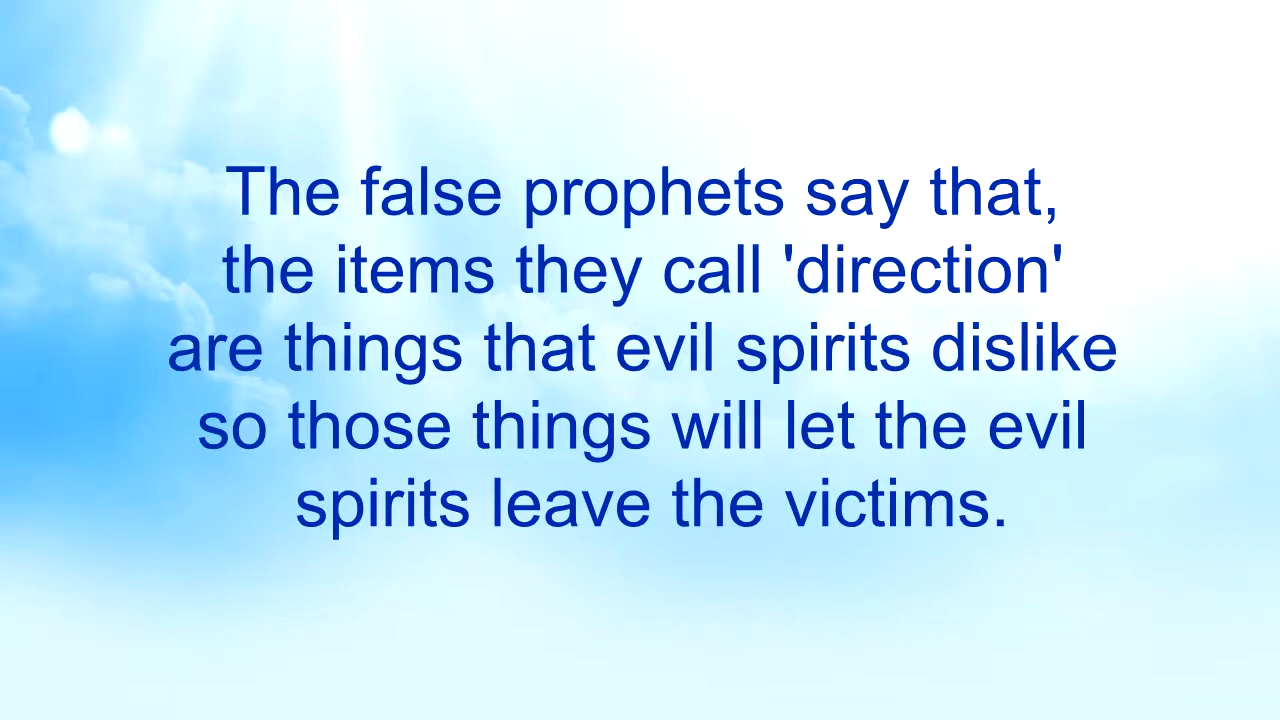 The false prophets say that,
the items they call 'direction'
are things that evil spirits dislike
so those things will let the evil
spirits leave the victims.